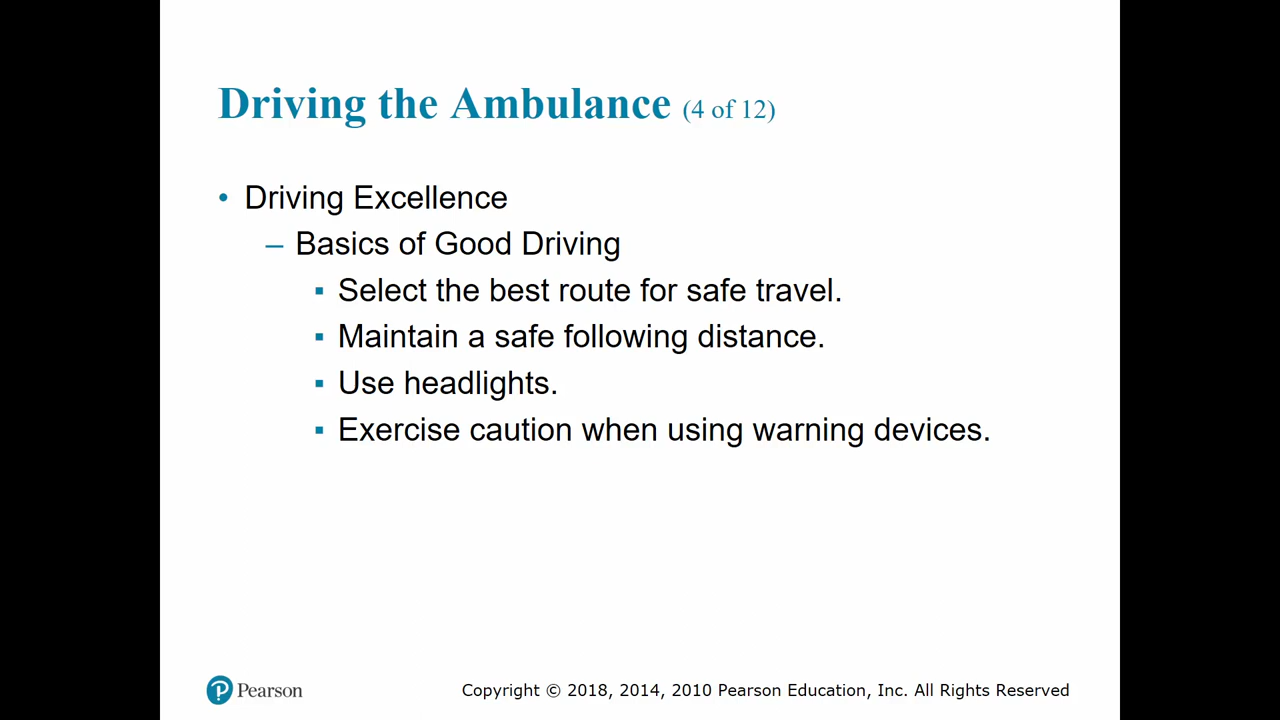 Driving the Ambulance (4 of 12)
• Driving Excellence
– Basics of Good Driving
▪ Select the best route for safe travel.
▪ Maintain a safe following distance.
▪ Use headlights.
▪ Exercise caution when using warning devices.
P Pearson
Copyright © 2018, 2014, 2010 Pearson Education, Inc. All Rights Reserved